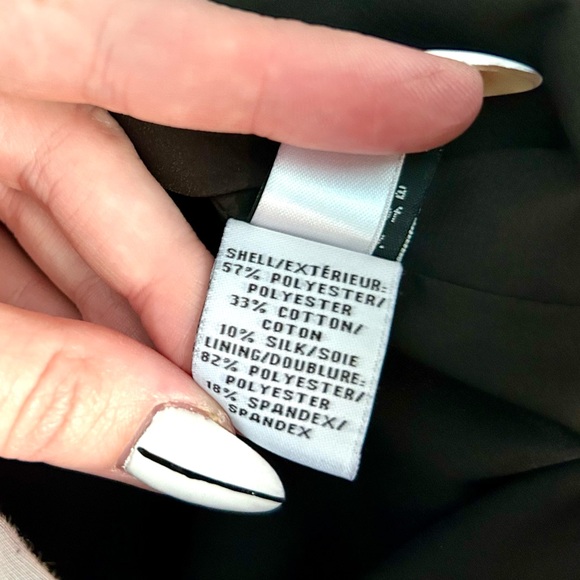 SHELL/EXTÉRIEUR:
57% POLYESTER/
POLYESTER
33% COTTON/
COTON
10% SILK/SOIE
LINING/DOUBLURE:
82% POLYESTER/
POLYESTER
18% SPANDEX/
SPANDEX